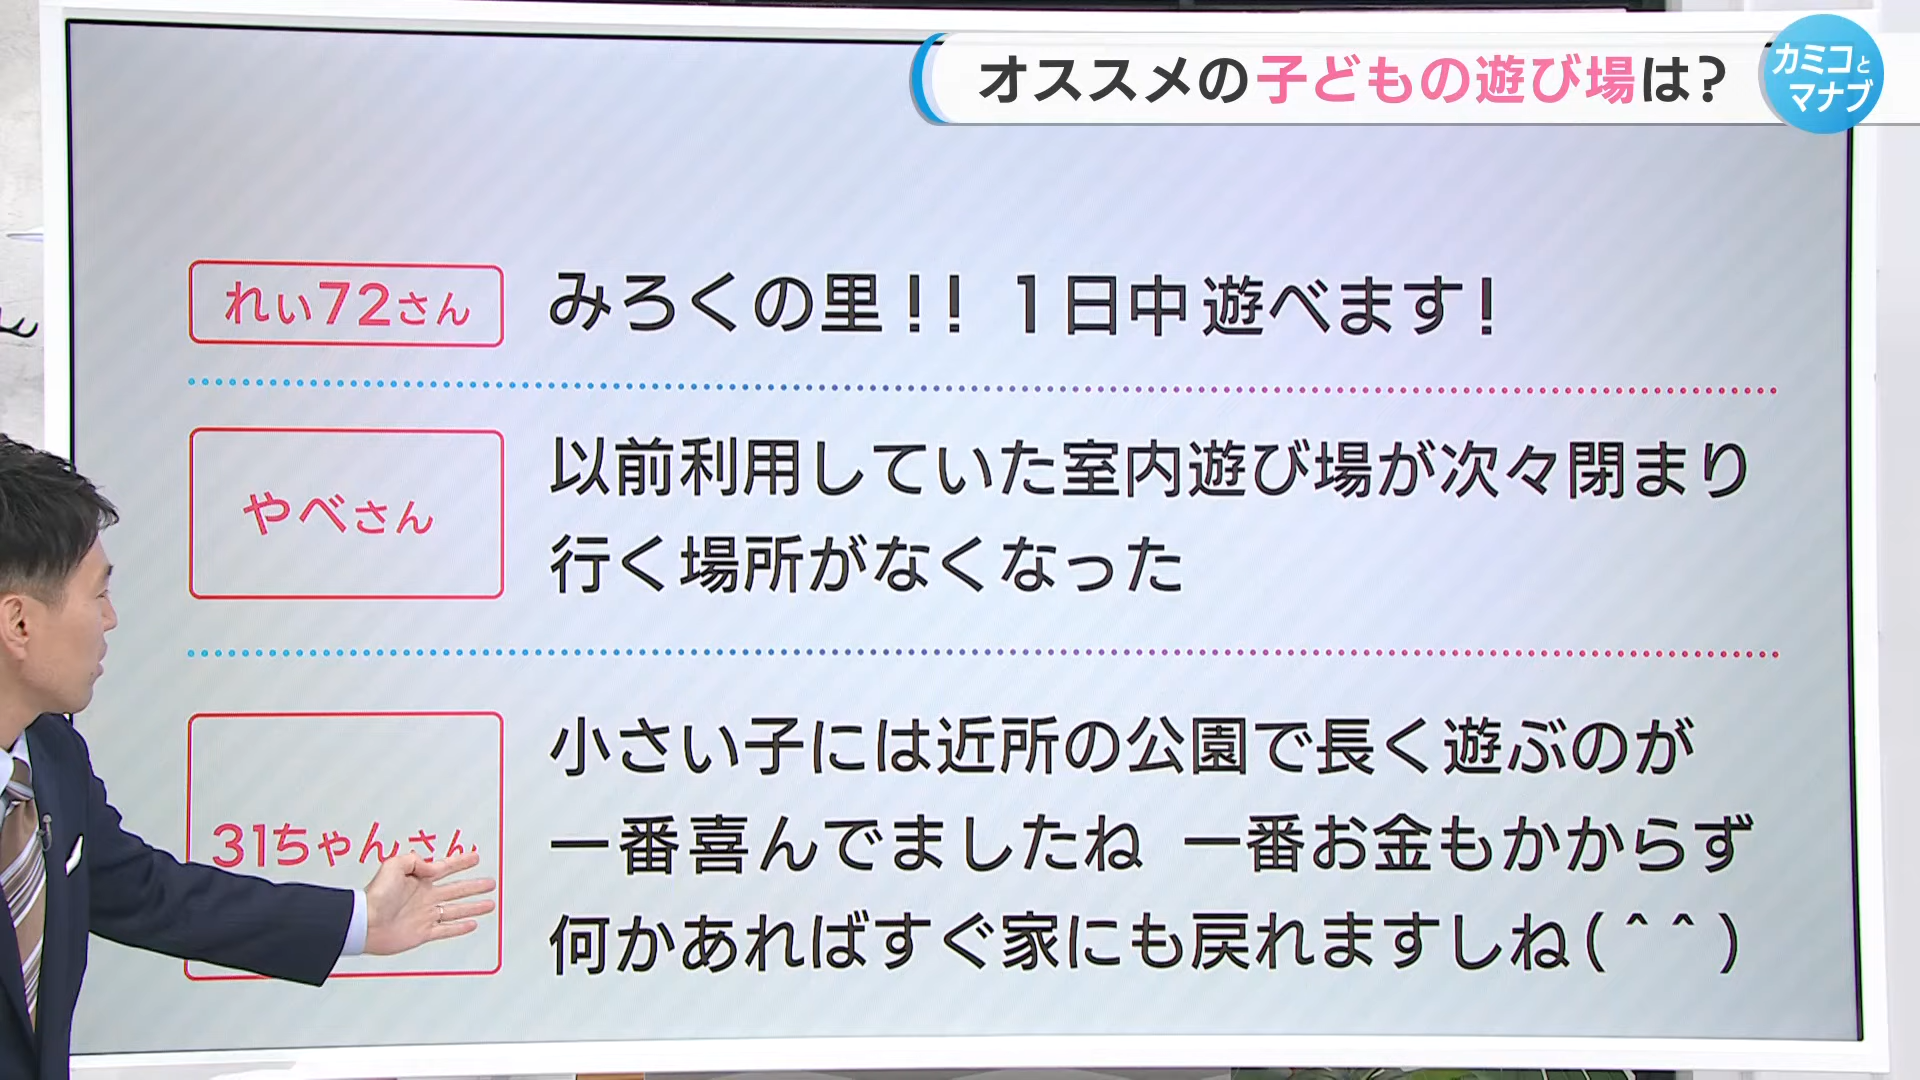 オススメの子どもの遊び場は？
カミコと
マナブ
れい72さん
みろくの里！！ 1日中遊べます！
やべさん
以前利用していた室内遊び場が次々閉まり
行く場所がなくなった
31ちゃんさん
小さい子には近所の公園で長く遊ぶのが
一番喜んでましたね 一番お金もかからず
何かあればすぐ家にも戻れますしね(＾＾)